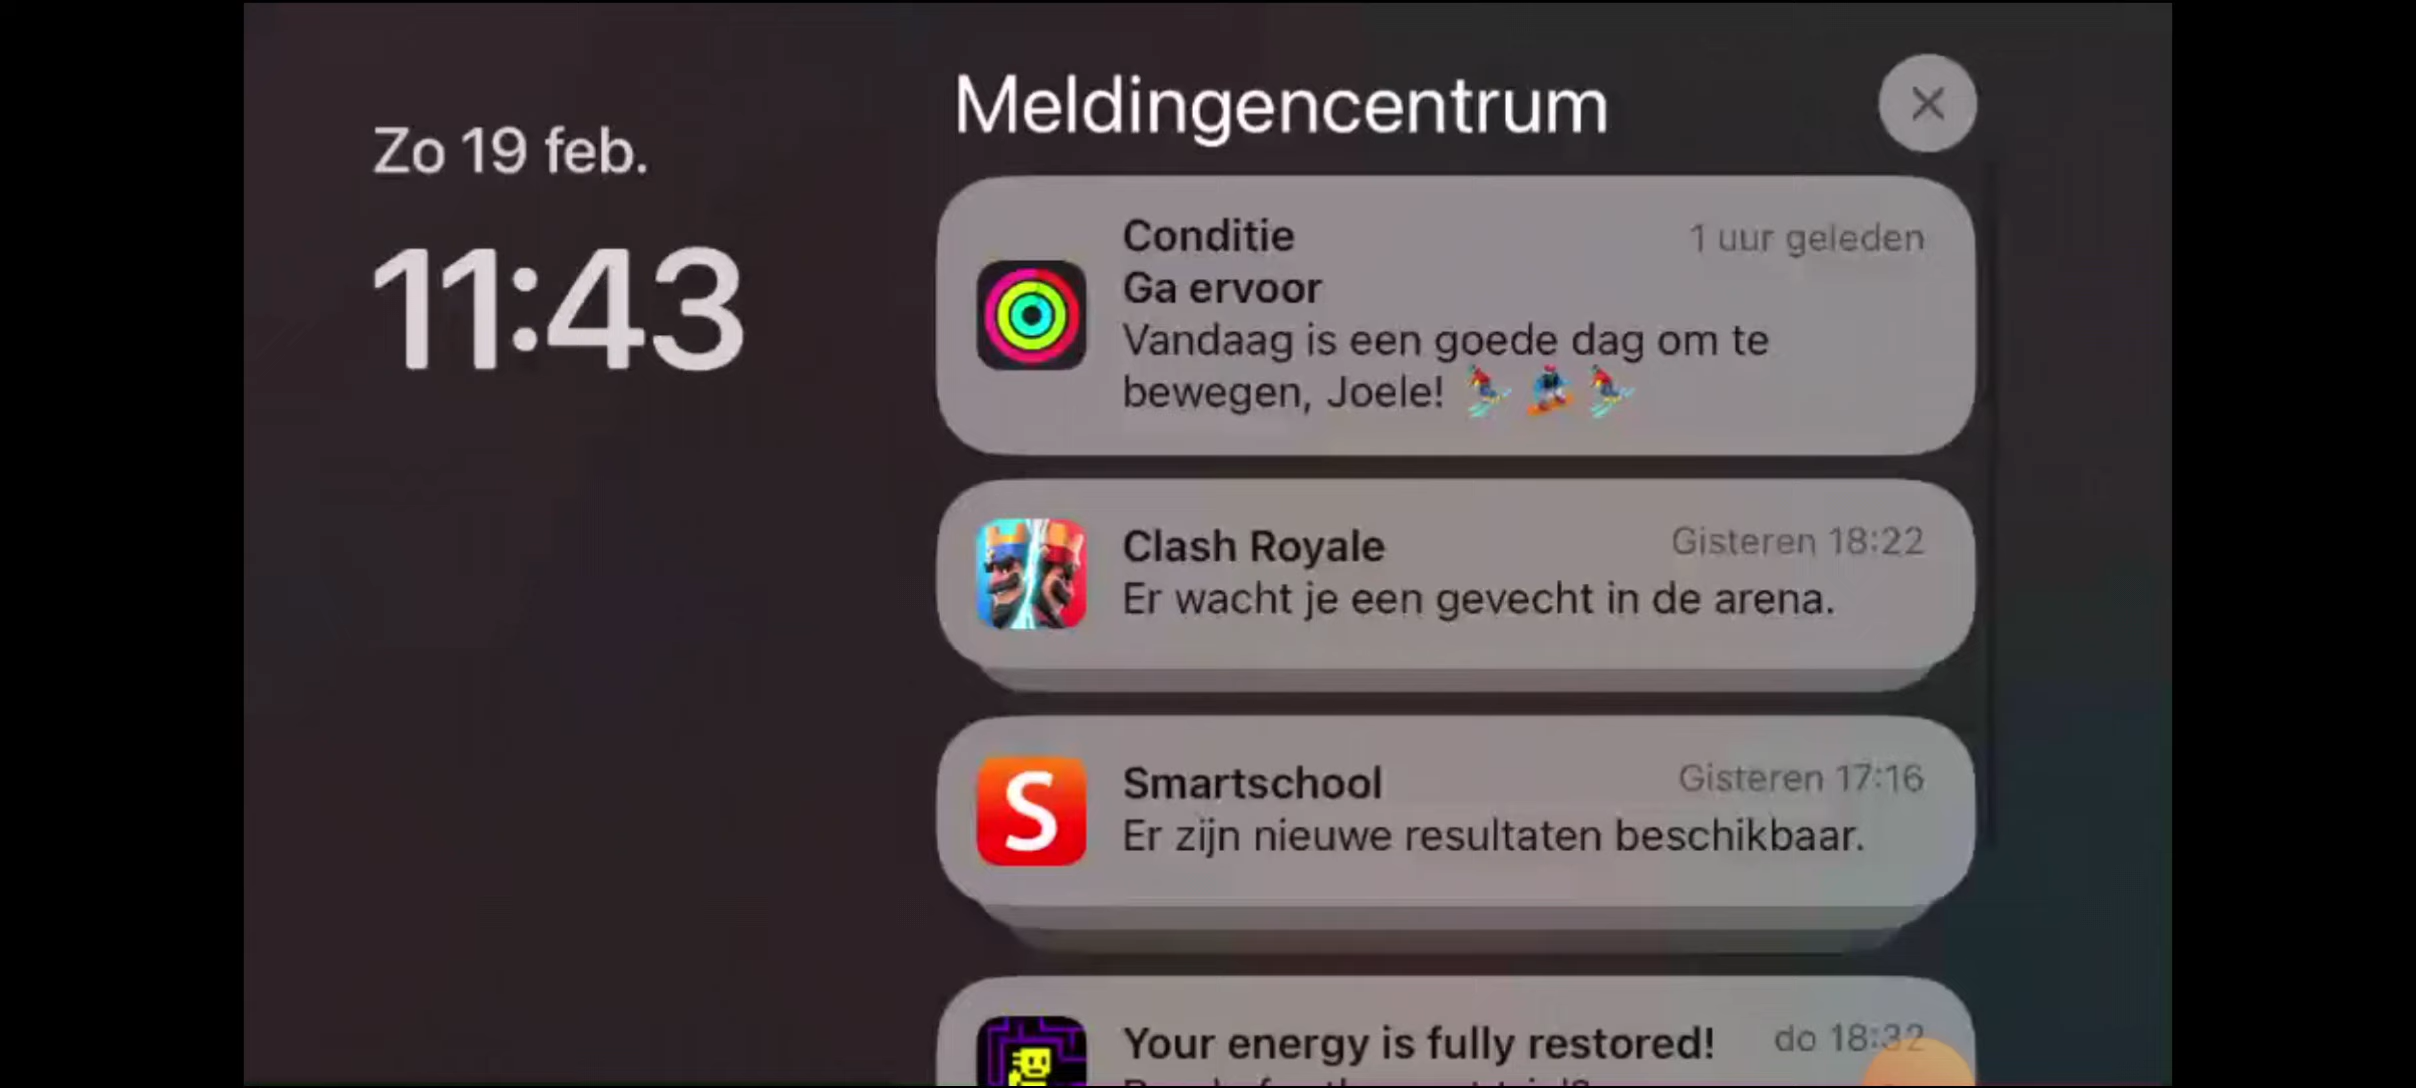 Zo 19 feb.
11:43
Meldingencentrum
Conditie
1 uur geleden
Ga ervoor
Vandaag is een goede dag om te
bewegen, Joele! ⛷️🏂⛷️
Clash Royale
Gisteren 18:22
Er wacht je een gevecht in de arena.
S
Smartschool
Gisteren 17:16
Er zijn nieuwe resultaten beschikbaar.
Your energy is fully restored!
do 18:32